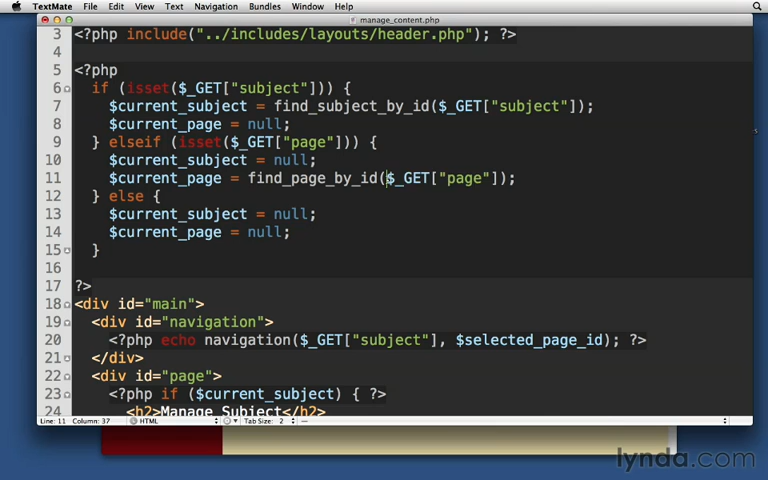 TextMate File Edit View Text Navigation Bundles Window Help
manage_content.php
3 <?php include("../includes/layouts/header.php"); ?>
4
5 <?php
6 if (isset($_GET["subject"])) {
7 $current_subject = find_subject_by_id($_GET["subject"]);
8 $current_page = null;
9 } elseif (isset($_GET["page"])) {
10 $current_subject = null;
11 $current_page = find_page_by_id($_GET["page"]);
12 } else {
13 $current_subject = null;
14 $current_page = null;
15 }
16
17 ?>
18 <div id="main">
19 <div id="navigation">
20 <?php echo navigation($_GET["subject"], $selected_page_id); ?>
21 </div>
22 <div id="page">
23 <?php if ($current_subject) { ?>
24 <h2>Manage Subject</h2>
Line: 11 Column: 37 HTML Tab Size: 2 —
lynda.com